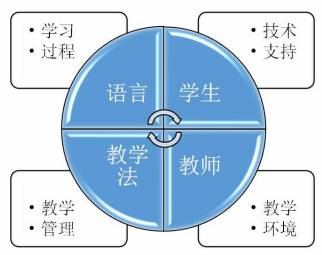 • 学习
• 过程
• 技术
• 支持
语言
学生
教学
法
教师
• 教学
• 管理
• 教学
• 环境